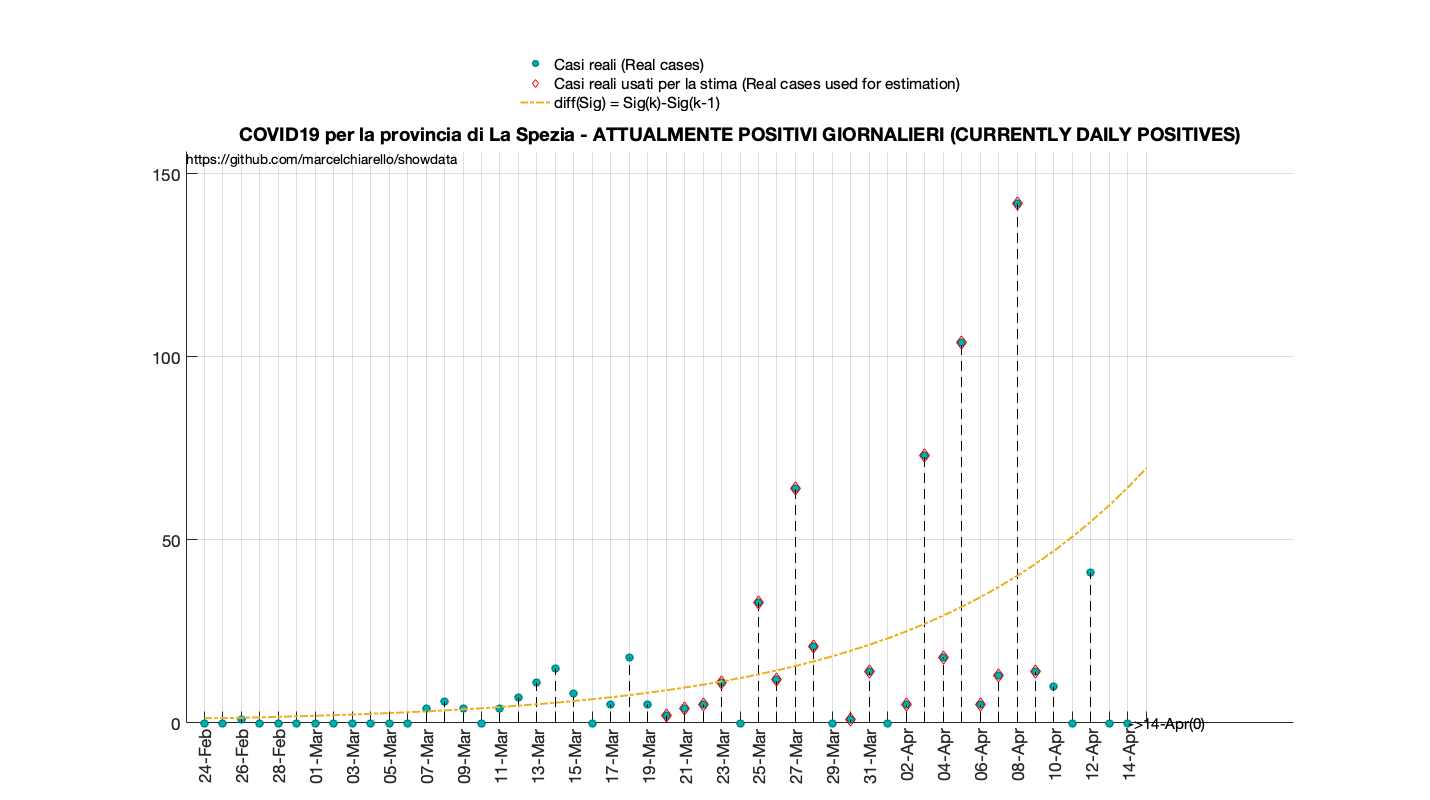 Casi reali (Real cases)
Casi reali usati per la stima (Real cases used for estimation)
diff(Sig) = Sig(k)-Sig(k-1)
COVID19 per la provincia di La Spezia - ATTUALMENTE POSITIVI GIORNALIERI (CURRENTLY DAILY POSITIVES)
https://github.com/marcelchiarello/showdata
150
100
50
0
->14-Apr(0)
24-Feb
26-Feb
28-Feb
01-Mar
03-Mar
05-Mar
07-Mar
09-Mar
11-Mar
13-Mar
15-Mar
17-Mar
19-Mar
21-Mar
23-Mar
25-Mar
27-Mar
29-Mar
31-Mar
02-Apr
04-Apr
06-Apr
08-Apr
10-Apr
12-Apr
14-Apr